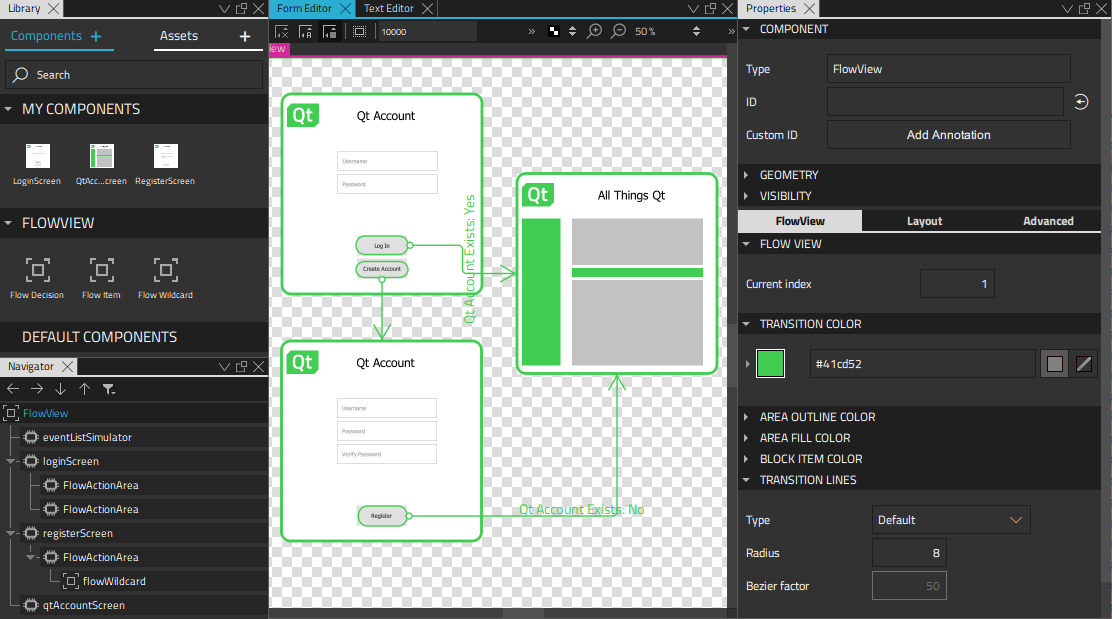 Library
Components +
Assets +
Search
MY COMPONENTS
LoginScreen
QtAcc...creen
RegisterScreen
FLOWVIEW
Flow Decision
Flow Item
Flow Wildcard
DEFAULT COMPONENTS
Navigator
FlowView
eventListSimulator
loginScreen
FlowActionArea
FlowActionArea
registerScreen
FlowActionArea
flowWildcard
qtAccountScreen
Form Editor
Text Editor
10000
»
50 %
»
iew
Qt
Qt Account
Username
Password
Log In
Create Account
Qt Account Exists: Yes
Qt
All Things Qt
Qt
Qt Account
Username
Password
Verify Password
Register
Qt Account Exists: No
Properties
COMPONENT
Type
FlowView
ID
Custom ID
Add Annotation
GEOMETRY
VISIBILITY
FlowView
Layout
Advanced
FLOW VIEW
Current index
1
TRANSITION COLOR
#41cd52
AREA OUTLINE COLOR
AREA FILL COLOR
BLOCK ITEM COLOR
TRANSITION LINES
Type
Default
Radius
8
Bezier factor
50